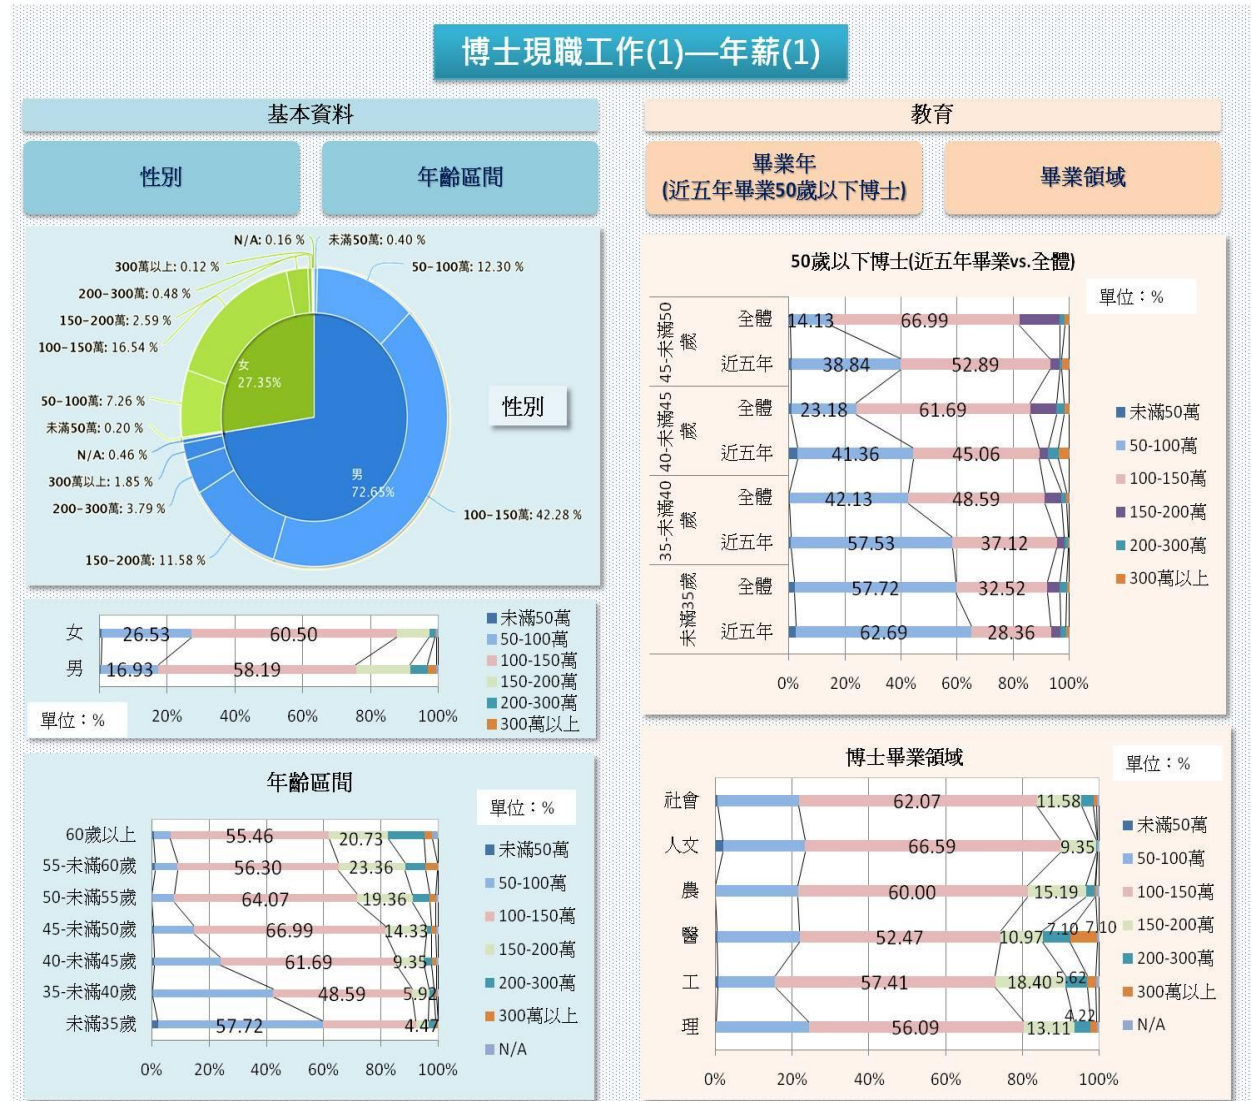 博士現職工作(1)—年薪(1)
基本資料
性別
年齡區間
N/A: 0.16 %
未滿50萬: 0.40 %
300萬以上: 0.12 %
50-100萬: 12.30 %
200-300萬: 0.48 %
150-200萬: 2.59 %
100-150萬: 16.54 %
女
27.35%
50-100萬: 7.26 %
未滿50萬: 0.20 %
性別
N/A: 0.46 %
300萬以上: 1.85 %
男
72.65%
200-300萬: 3.79 %
100-150萬: 42.28 %
150-200萬: 11.58 %
女 26.53 60.50
男 16.93 58.19
單位：%
20% 40% 60% 80% 100%
未滿50萬
50-100萬
100-150萬
150-200萬
200-300萬
300萬以上
年齡區間
單位：%
60歲以上 55.46 20.73
55-未滿60歲 56.30 23.36
50-未滿55歲 64.07 19.36
45-未滿50歲 66.99 14.33
40-未滿45歲 61.69 9.35
35-未滿40歲 48.59 5.92
未滿35歲 57.72 4.47
0% 20% 40% 60% 80% 100%
未滿50萬
50-100萬
100-150萬
150-200萬
200-300萬
300萬以上
N/A
教育
畢業年
(近五年畢業50歲以下博士)
畢業領域
50歲以下博士(近五年畢業vs.全體)
單位：%
45-未滿50歲
全體 14.13 66.99
近五年 38.84 52.89
40-未滿45歲
全體 23.18 61.69
近五年 41.36 45.06
35-未滿40歲
全體 42.13 48.59
近五年 57.53 37.12
未滿35歲
全體 57.72 32.52
近五年 62.69 28.36
0% 20% 40% 60% 80% 100%
未滿50萬
50-100萬
100-150萬
150-200萬
200-300萬
300萬以上
博士畢業領域
單位：%
社會 62.07 11.58
人文 66.59 9.35
農 60.00 15.19
醫 52.47 10.97 7.10 7.10
工 57.41 18.40 5.62
理 56.09 13.11 4.22
0% 20% 40% 60% 80% 100%
未滿50萬
50-100萬
100-150萬
150-200萬
200-300萬
300萬以上
N/A